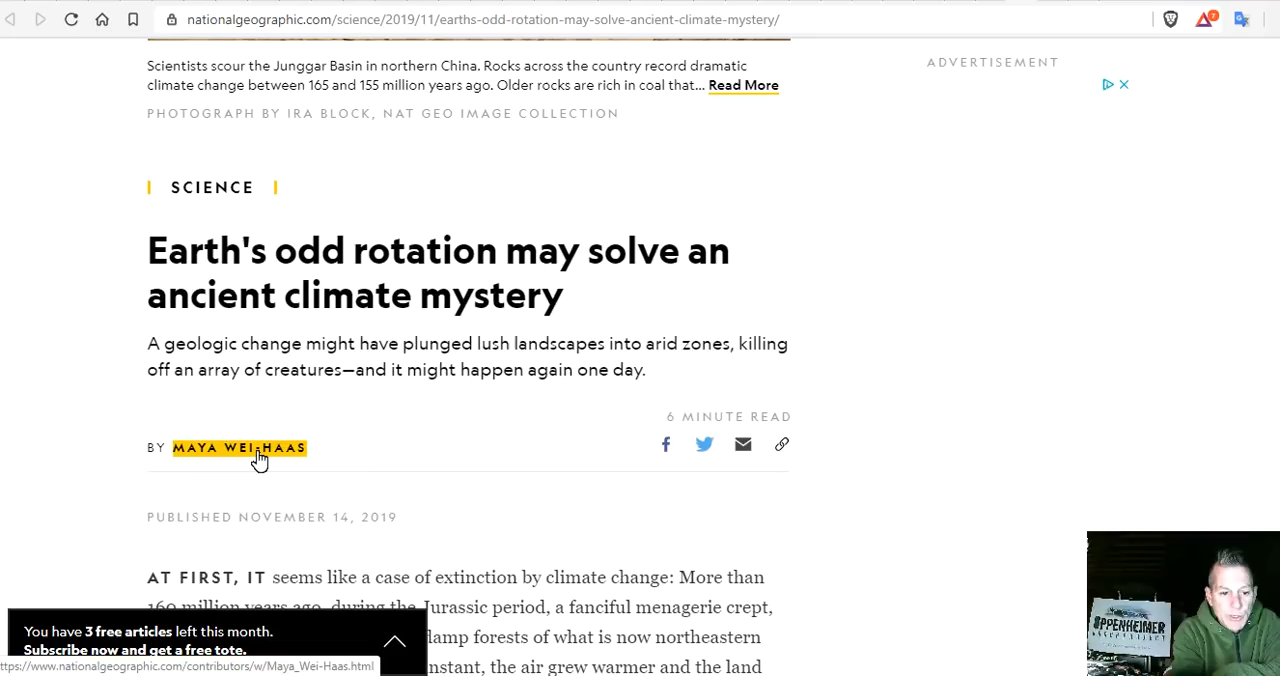 nationalgeographic.com/science/2019/11/earths-odd-rotation-may-solve-ancient-climate-mystery/
Scientists scour the Junggar Basin in northern China. Rocks across the country record dramatic
climate change between 165 and 155 million years ago. Older rocks are rich in coal that... Read More
PHOTOGRAPH BY IRA BLOCK, NAT GEO IMAGE COLLECTION
ADVERTISEMENT
SCIENCE
Earth's odd rotation may solve an
ancient climate mystery
A geologic change might have plunged lush landscapes into arid zones, killing
off an array of creatures—and it might happen again one day.
6 MINUTE READ
BY MAYA WEI-HAAS
PUBLISHED NOVEMBER 14, 2019
AT FIRST, IT seems like a case of extinction by climate change: More than
160 million years ago, during the Jurassic period, a fanciful menagerie crept,
damp forests of what is now northeastern
instant, the air grew warmer and the land
You have 3 free articles left this month.
Subscribe now and get a free tote.
ttps://www.nationalgeographic.com/contributors/w/Maya_Wei-Haas.html
OPPENHEIMER